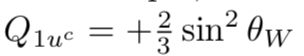 Q_{1u^c} = +\frac{2}{3} \sin^2 \theta_W